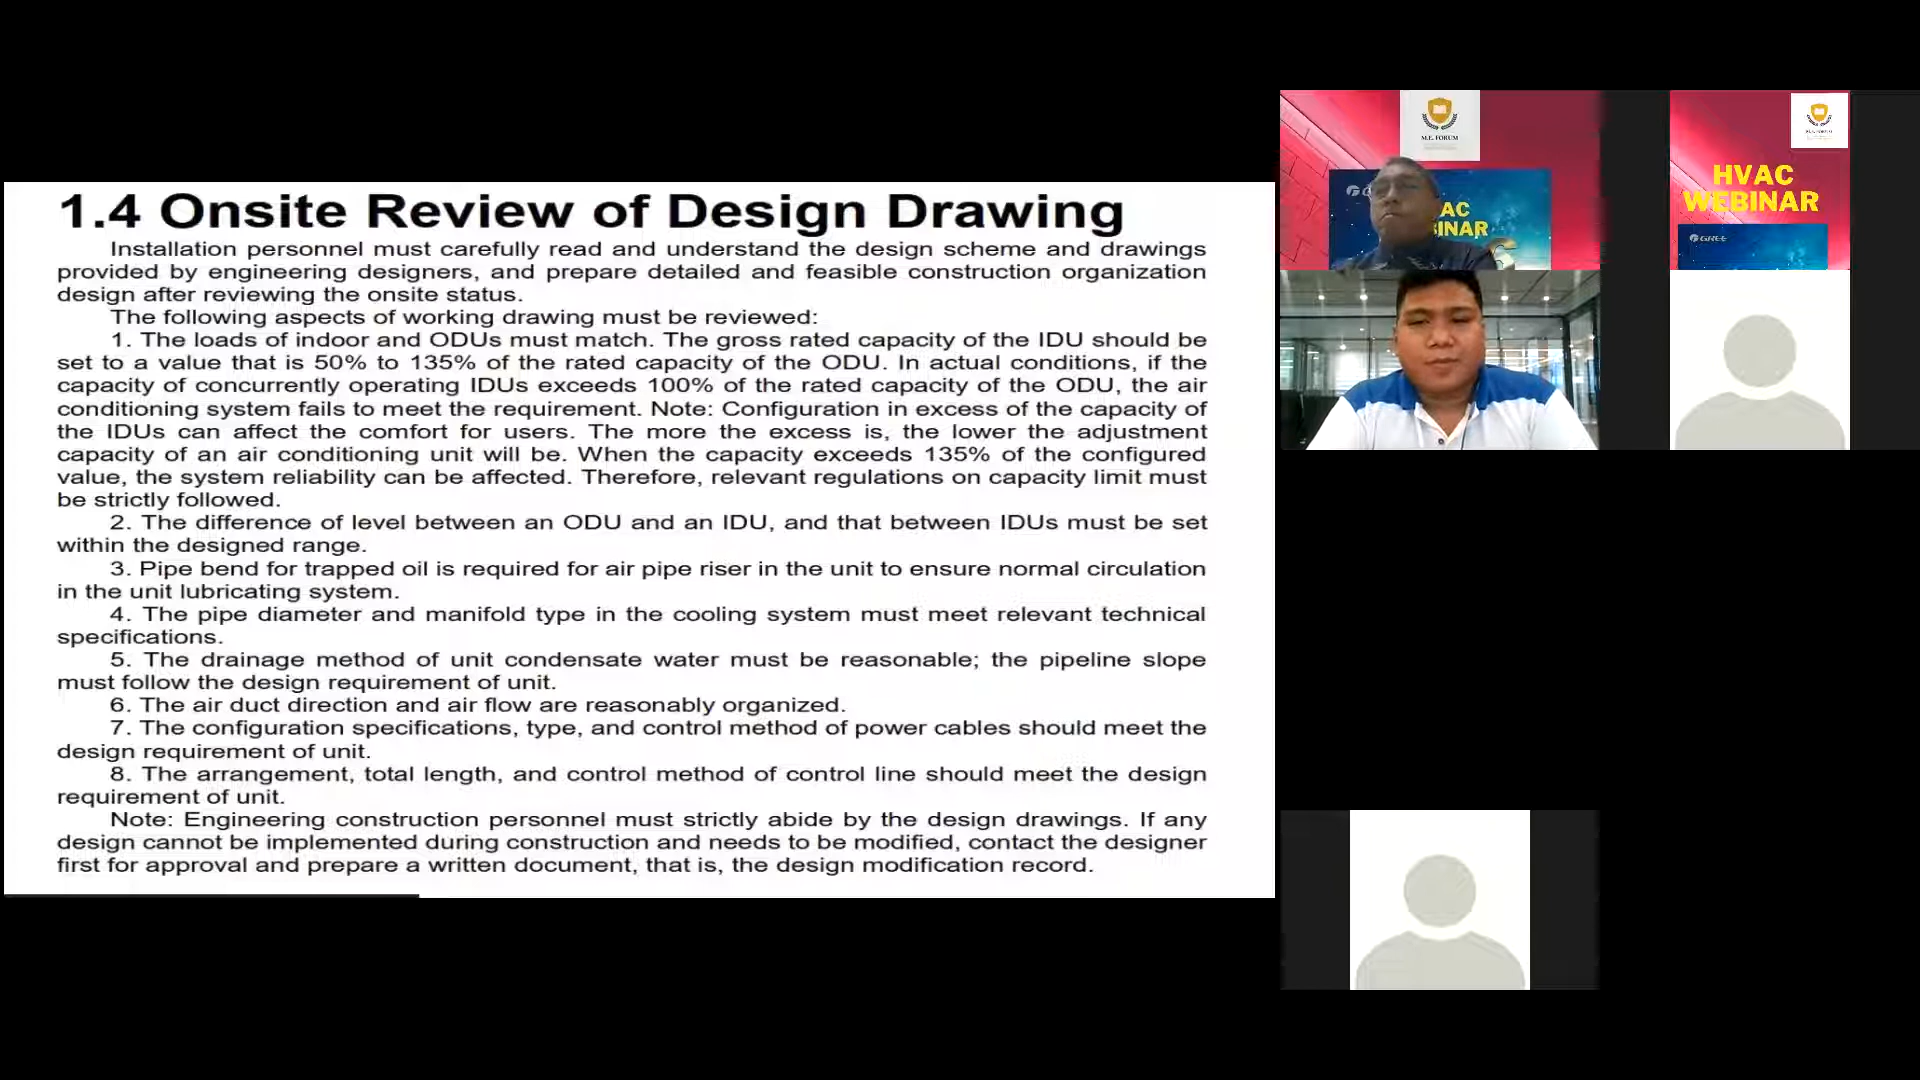 1.4 Onsite Review of Design Drawing
Installation personnel must carefully read and understand the design scheme and drawings
provided by engineering designers, and prepare detailed and feasible construction organization
design after reviewing the onsite status.
The following aspects of working drawing must be reviewed:
1. The loads of indoor and ODUs must match. The gross rated capacity of the IDU should be
set to a value that is 50% to 135% of the rated capacity of the ODU. In actual conditions, if the
capacity of concurrently operating IDUs exceeds 100% of the rated capacity of the ODU, the air
conditioning system fails to meet the requirement. Note: Configuration in excess of the capacity of
the IDUs can affect the comfort for users. The more the excess is, the lower the adjustment
capacity of an air conditioning unit will be. When the capacity exceeds 135% of the configured
value, the system reliability can be affected. Therefore, relevant regulations on capacity limit must
be strictly followed.
2. The difference of level between an ODU and an IDU, and that between IDUs must be set
within the designed range.
3. Pipe bend for trapped oil is required for air pipe riser in the unit to ensure normal circulation
in the unit lubricating system.
4. The pipe diameter and manifold type in the cooling system must meet relevant technical
specifications.
5. The drainage method of unit condensate water must be reasonable; the pipeline slope
must follow the design requirement of unit.
6. The air duct direction and air flow are reasonably organized.
7. The configuration specifications, type, and control method of power cables should meet the
design requirement of unit.
8. The arrangement, total length, and control method of control line should meet the design
requirement of unit.
Note: Engineering construction personnel must strictly abide by the design drawings. If any
design cannot be implemented during construction and needs to be modified, contact the designer
first for approval and prepare a written document, that is, the design modification record.
M.E. FORUM
AC
INAR
HVAC
WEBINAR
GREE